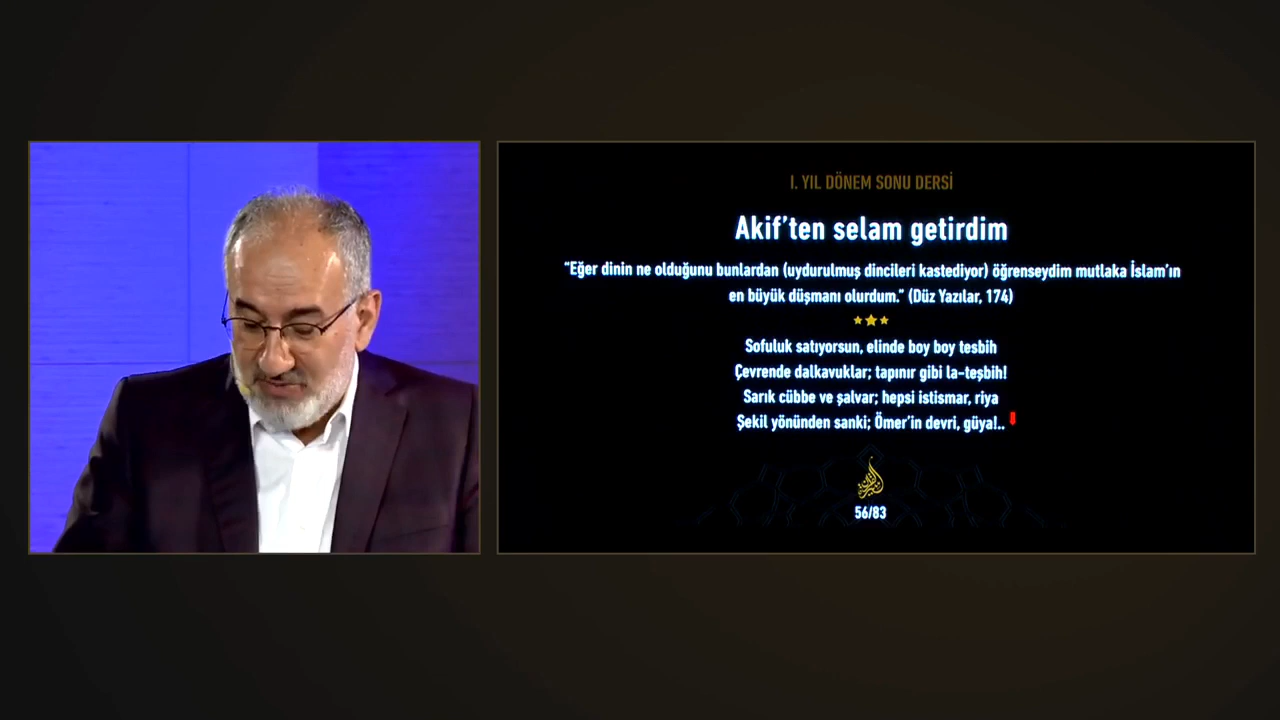 I. YIL DÖNEM SONU DERSİ
Akif’ten selam getirdim
“Eğer dinin ne olduğunu bunlardan (uydurulmuş dincileri kastediyor) öğrenseydim mutlaka İslam’ın
en büyük düşmanı olurdum.” (Düz Yazılar, 174)
Sofuluk satıyorsun, elinde boy boy tesbih
Çevrende dalkavuklar; tapınır gibi la-teşbih!
Sarık cübbe ve şalvar; hepsi istismar, riya
Şekil yönünden sanki; Ömer’in devri, güya!..
56/83